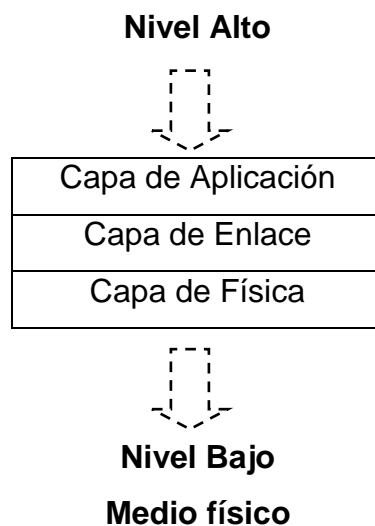 Nivel Alto
Capa de Aplicación
Capa de Enlace
Capa de Física
Nivel Bajo
Medio físico